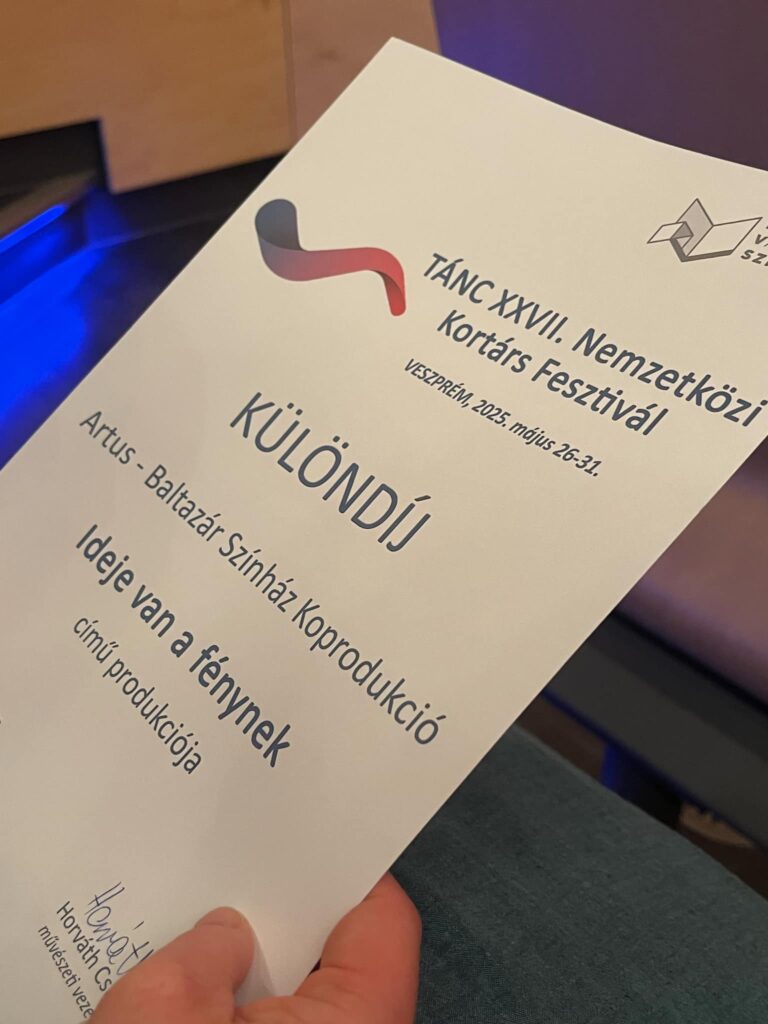 TÁNC XXVII. Nemzetközi
Kortárs Fesztivál
VESZPRÉM, 2025. május 26-31.
KÜLÖNDÍJ
Artus - Baltazár Színház Koprodukció
Ideje van a fénynek
című produkciója
Horváth